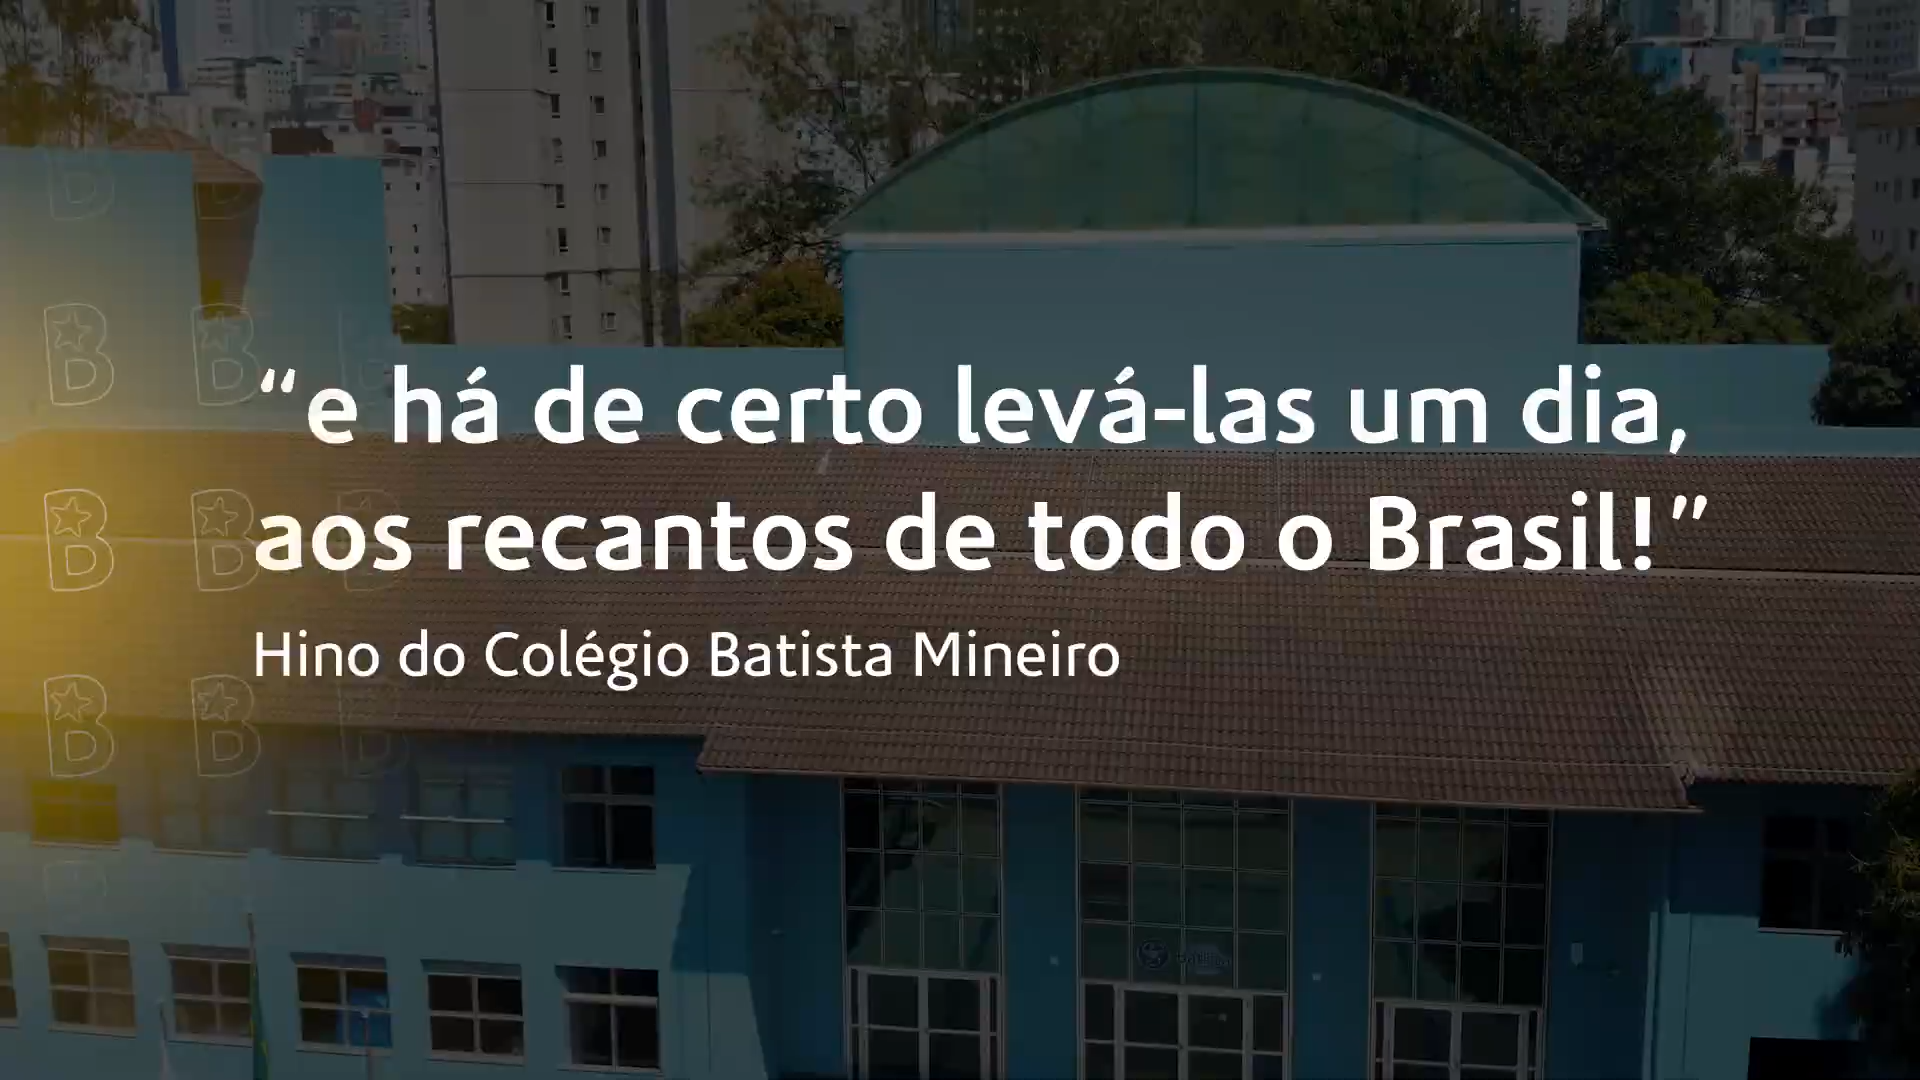 “e há de certo levá-las um dia,
aos recantos de todo o Brasil!”
Hino do Colégio Batista Mineiro